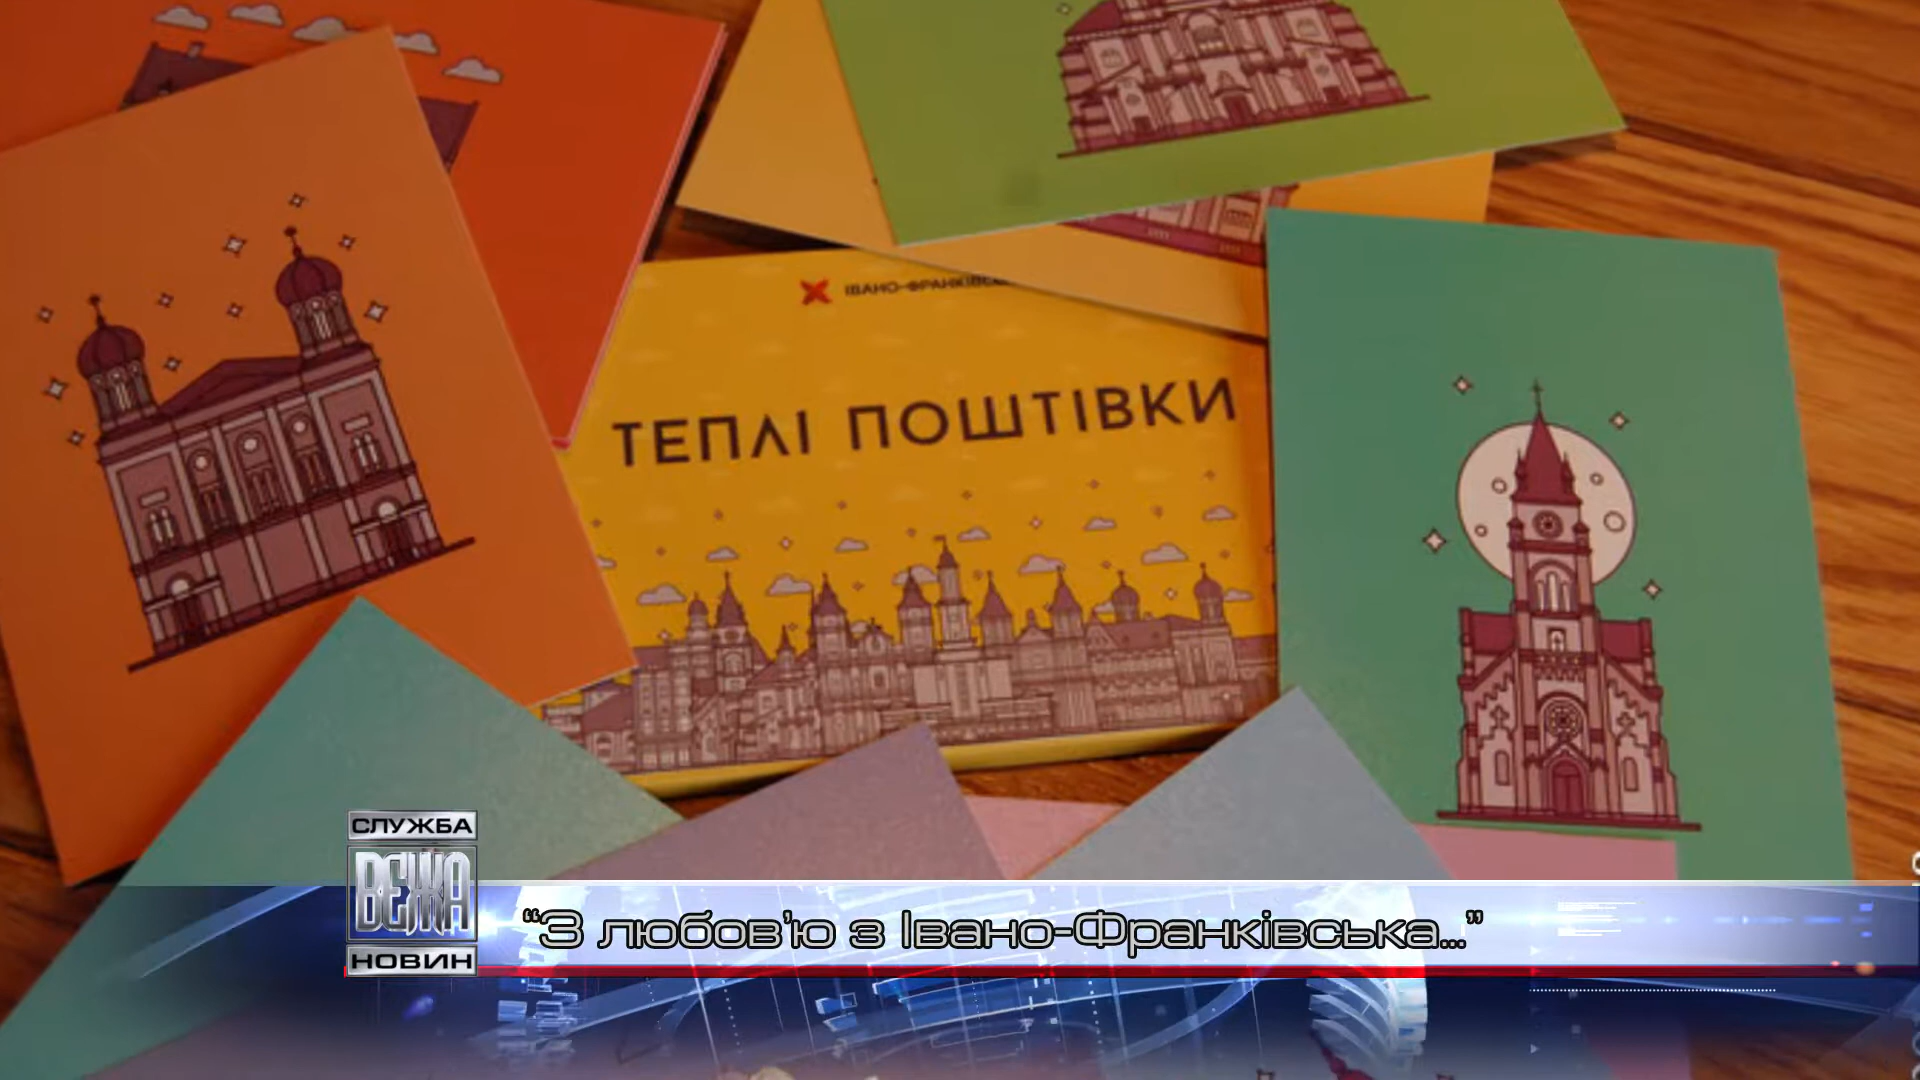 ТЕПЛІ ПОШТІВКИ
СЛУЖБА
ВЕЖА
НОВИН
“З любов’ю з Івано-Франківська...”